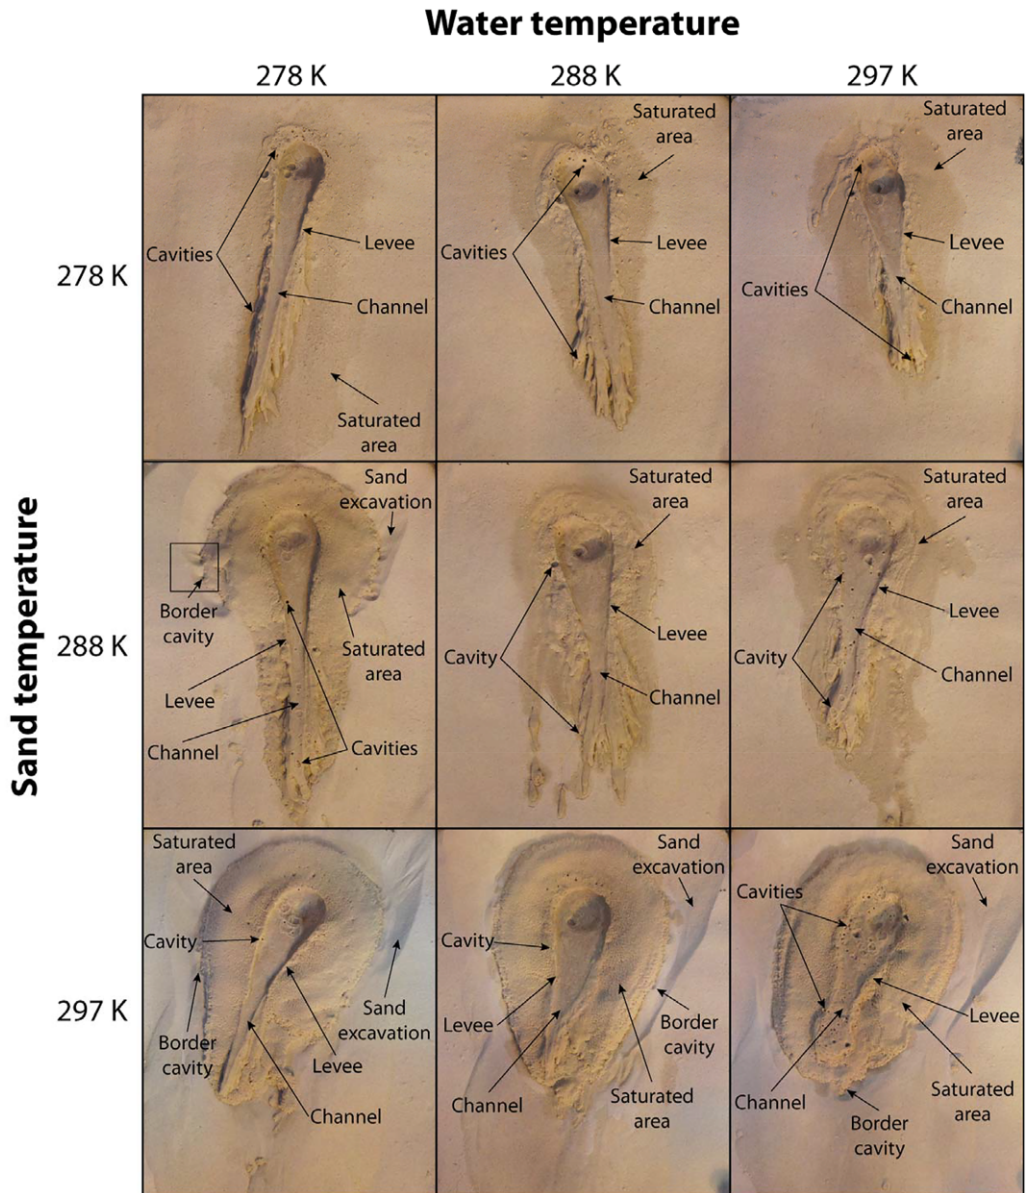 Water temperature
278 K
288 K
297 K
Sand temperature
278 K
Cavities
Levee
Channel
Saturated
area
Saturated
area
Cavities
Levee
Channel
Saturated
area
Cavities
Levee
Channel
288 K
Sand
excavation
Border
cavity
Saturated
area
Levee
Channel
Cavities
Saturated
area
Cavity
Levee
Channel
Saturated
area
Cavity
Levee
Channel
297 K
Saturated
area
Cavity
Border
cavity
Sand
excavation
Levee
Channel
Sand
excavation
Cavity
Levee
Border
cavity
Channel
Saturated
area
Sand
excavation
Cavities
Levee
Channel
Saturated
area
Border
cavity